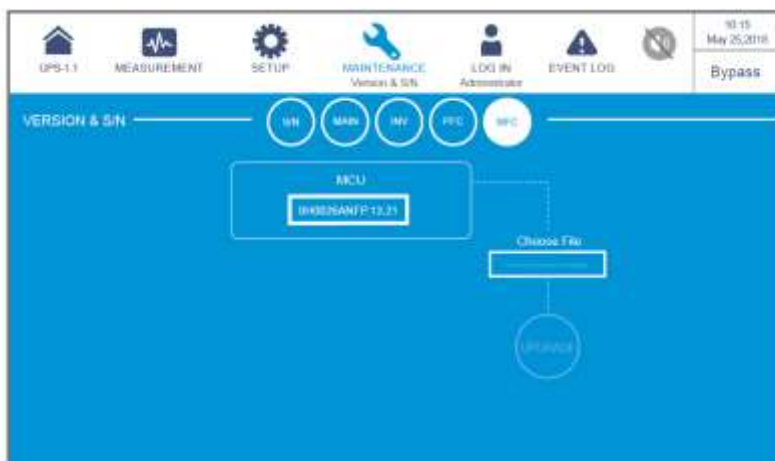 10:15
May 25,2018
UPS-1.1
MEASUREMENT
SETUP
MAINTENANCE
Version & S/N
LOG IN
Administrator
EVENT LOG
Bypass
VERSION & S/N
S/N
MAIN
INV
PFC
MCU
Choose File
UPGRADE